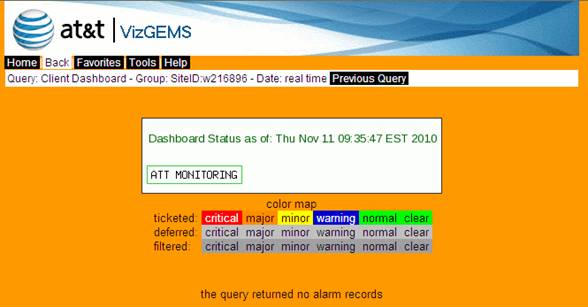 at&t | VizGEMS
Home Back Favorites Tools Help
Query: Client Dashboard - Group: SiteID:w216896 - Date: real time Previous Query
Dashboard Status as of: Thu Nov 11 09:35:47 EST 2010
ATT MONITORING
color map
ticketed: critical major minor warning normal clear
deferred: critical major minor warning normal clear
filtered: critical major minor warning normal clear
the query returned no alarm records